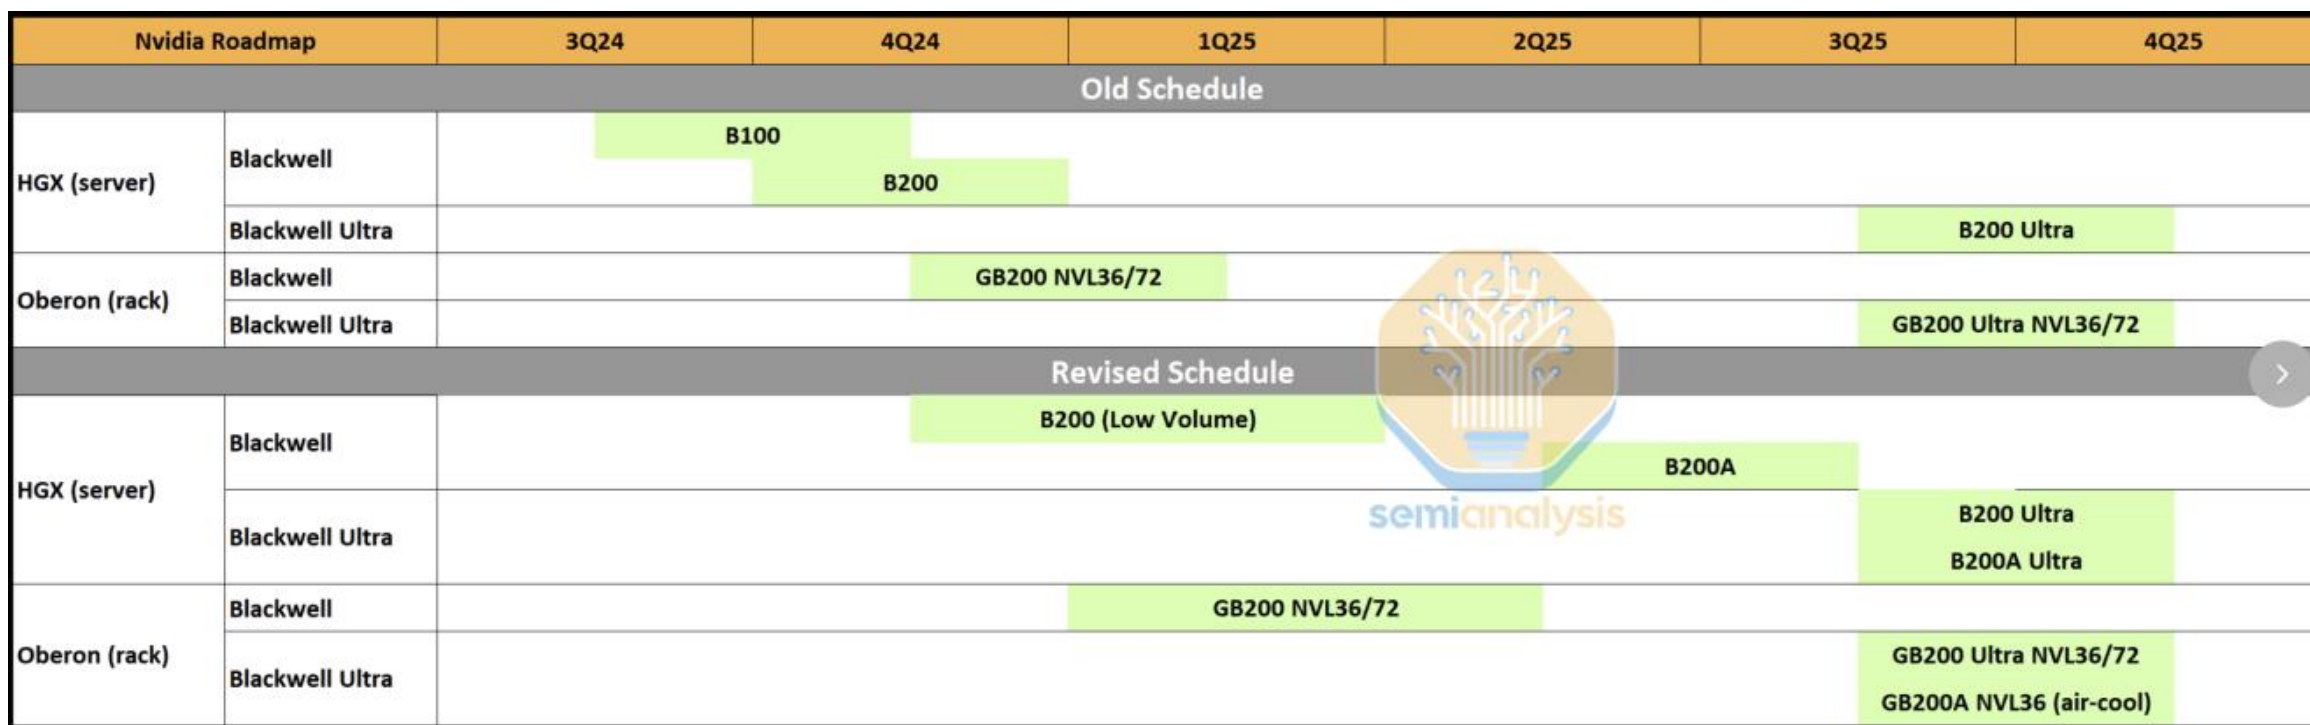 Nvidia Roadmap 3Q24 4Q24 1Q25 2Q25 3Q25 4Q25
Old Schedule
HGX (server)
Blackwell
B100
B200
Blackwell Ultra
B200 Ultra
Oberon (rack)
Blackwell
GB200 NVL36/72
Blackwell Ultra
GB200 Ultra NVL36/72
Revised Schedule
HGX (server)
Blackwell
B200 (Low Volume)
B200A
Blackwell Ultra
B200 Ultra
B200A Ultra
Oberon (rack)
Blackwell
GB200 NVL36/72
Blackwell Ultra
GB200 Ultra NVL36/72
GB200A NVL36 (air-cool)
semianalysis